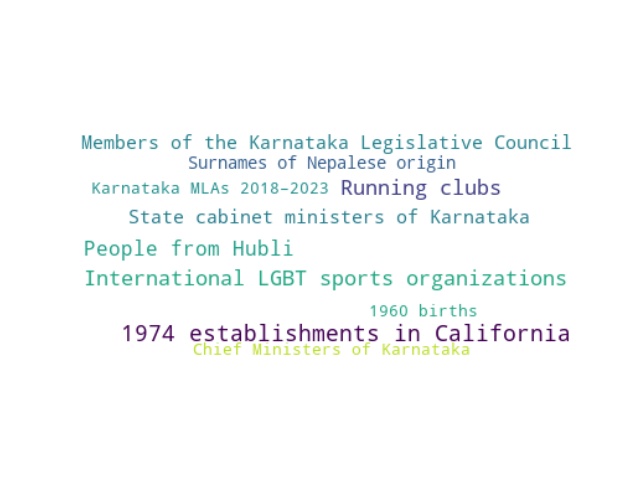 Members of the Karnataka Legislative Council
Surnames of Nepalese origin
Karnataka MLAs 2018–2023 Running clubs
State cabinet ministers of Karnataka
People from Hubli
International LGBT sports organizations
1960 births
1974 establishments in California
Chief Ministers of Karnataka